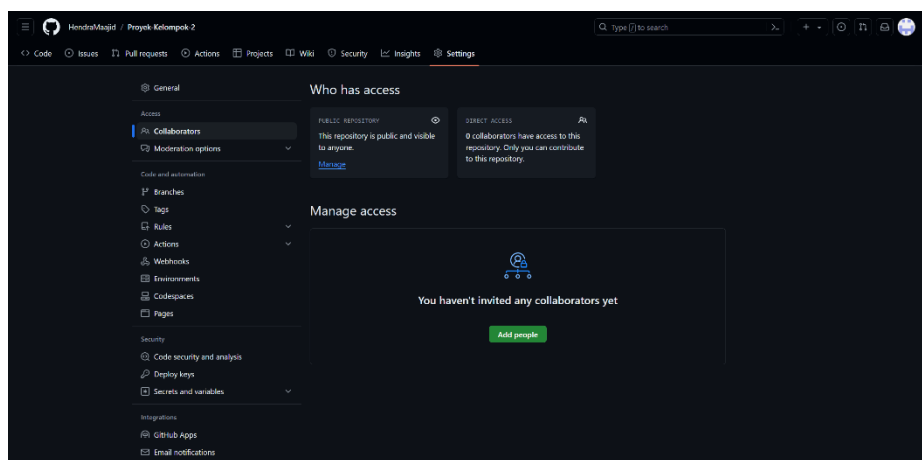 HendraMaajid / Proyek-Kelompok-2
Type / to search
Code Issues Pull requests Actions Projects Wiki Security Insights Settings
General
Access
Collaborators
Moderation options
Code and automation
Branches
Tags
Rules
Actions
Webhooks
Environments
Codespaces
Pages
Security
Code security and analysis
Deploy keys
Secrets and variables
Integrations
GitHub Apps
Email notifications
Who has access
PUBLIC REPOSITORY
This repository is public and visible
to anyone.
Manage
DIRECT ACCESS
0 collaborators have access to this
repository. Only you can contribute
to this repository.
Manage access
You haven't invited any collaborators yet
Add people